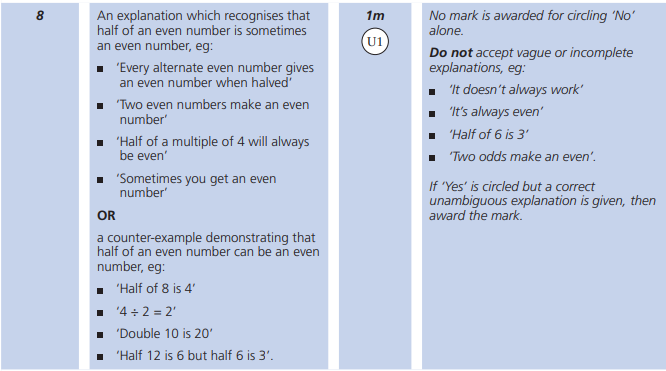 8
An explanation which recognises that
half of an even number is sometimes
an even number, eg:
■ ‘Every alternate even number gives
an even number when halved’
■ ‘Two even numbers make an even
number’
■ ‘Half of a multiple of 4 will always
be even’
■ ‘Sometimes you get an even
number’
OR
a counter-example demonstrating that
half of an even number can be an even
number, eg:
■ ‘Half of 8 is 4’
■ ‘4 ÷ 2 = 2’
■ ‘Double 10 is 20’
■ ‘Half 12 is 6 but half 6 is 3’.
1m
U1
No mark is awarded for circling ‘No’
alone.
Do not accept vague or incomplete
explanations, eg:
■ ‘It doesn’t always work’
■ ‘It’s always even’
■ ‘Half of 6 is 3’
■ ‘Two odds make an even’.
If ‘Yes’ is circled but a correct
unambiguous explanation is given, then
award the mark.